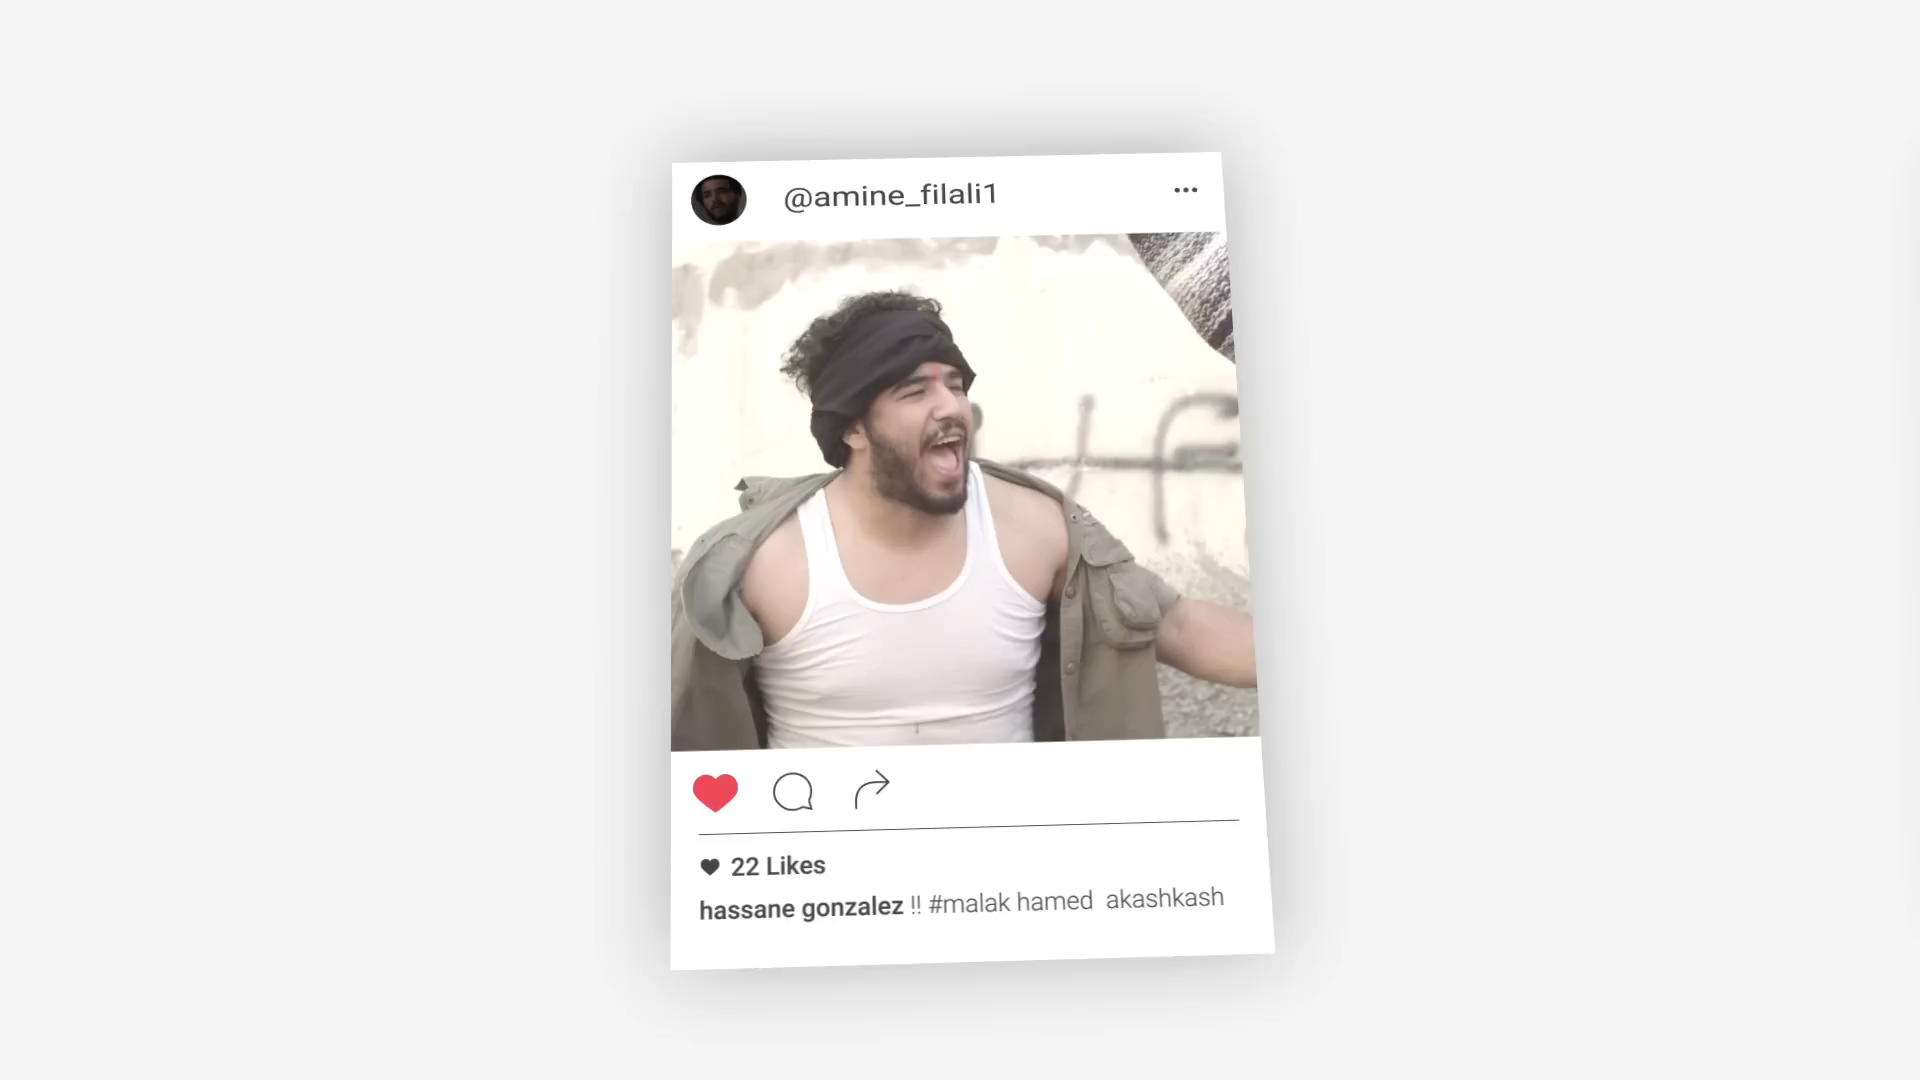 @amine_filali1
22 Likes
hassane gonzalez !! #malak hamed  akashkash